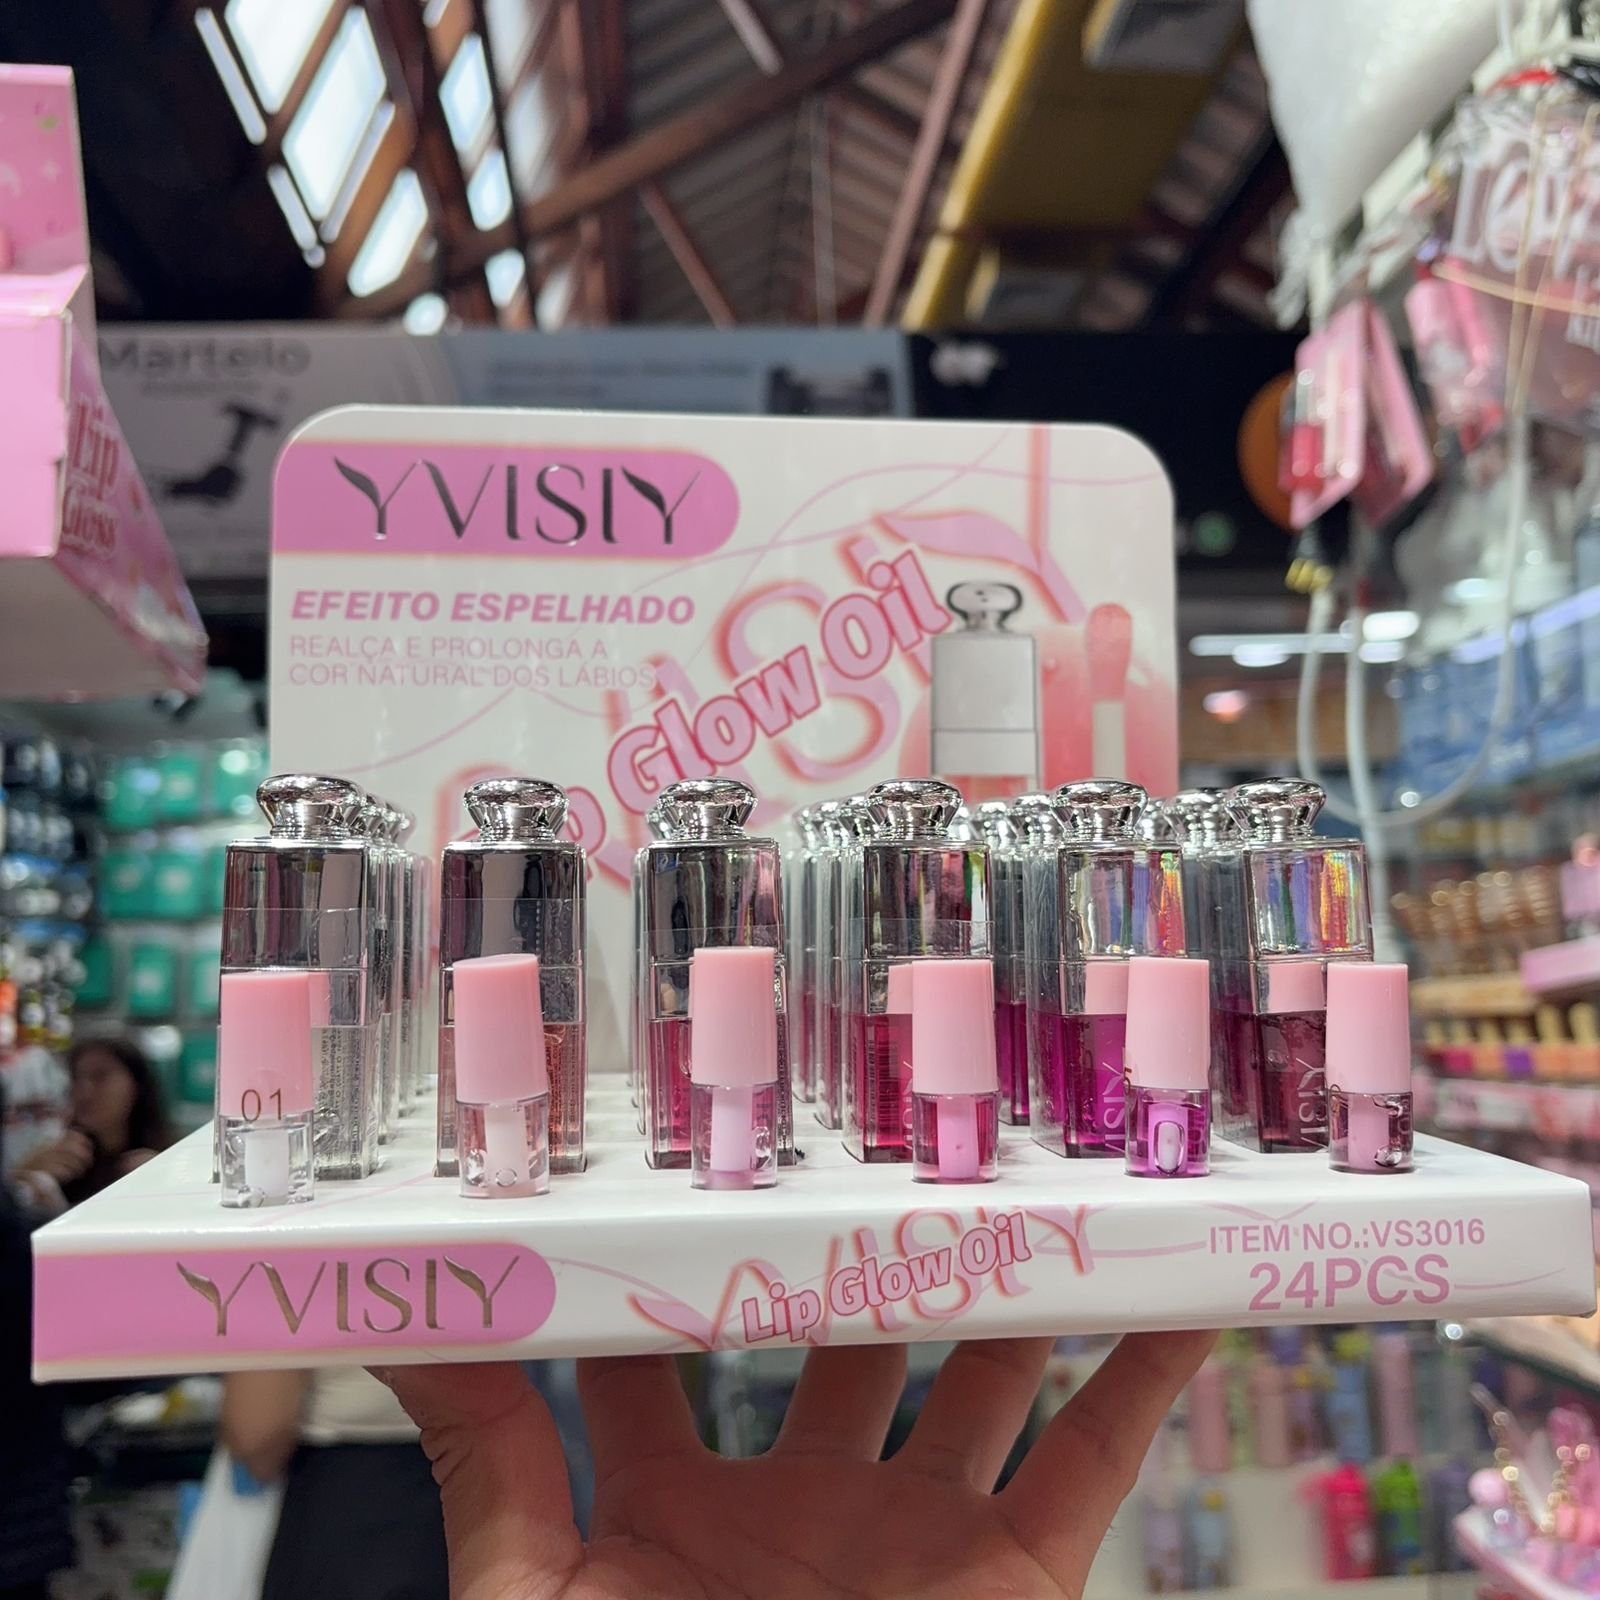 Martelo
YVISIY
EFEITO ESPELHADO
REALÇA E PROLONGA A
COR NATURAL DOS LÁBIOS
Lip Glow Oil
Lip
Gloss
01
YVISIY
Lip Glow Oil
ITEM NO.:VS3016
24PCS